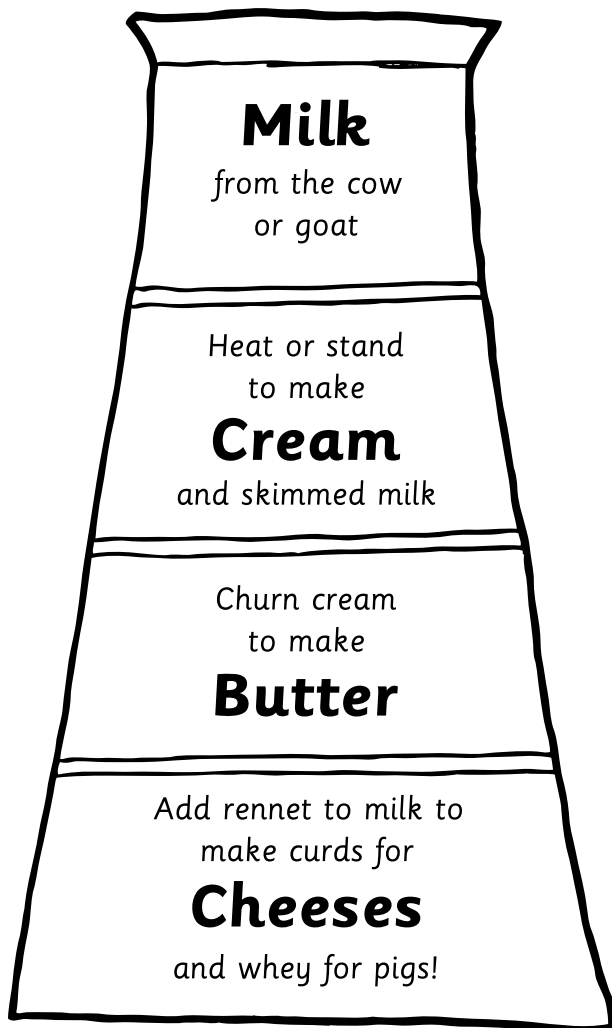 Milk
from the cow
or goat
Heat or stand
to make
Cream
and skimmed milk
Churn cream
to make
Butter
Add rennet to milk to
make curds for
Cheeses
and whey for pigs!